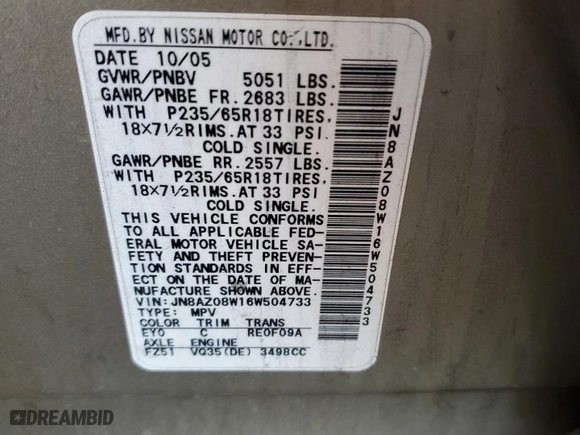 MFD.BY NISSAN MOTOR CO.,LTD.
DATE 10/05
GVWR/PNBV 5051 LBS.
GAWR/PNBE FR. 2683 LBS.
WITH P235/65R18TIRES,
18X7½RIMS.AT 33 PSI
COLD SINGLE.
GAWR/PNBE RR. 2557 LBS.
WITH P235/65R18TIRES,
18X7½RIMS.AT 33 PSI
COLD SINGLE.
THIS VEHICLE CONFORMS
TO ALL APPLICABLE FED-
ERAL MOTOR VEHICLE SA-
FETY AND THEFT PREVEN-
TION STANDARDS IN EFF-
ECT ON THE DATE OF MA-
NUFACTURE SHOWN ABOVE.
VIN: JN8AZ08W16W504733
TYPE: MPV
COLOR TRIM TRANS
EY0 C RE0F09A
AXLE ENGINE
FZ51 VQ35(DE) 3498CC
JN8AZ08W16W504733
DREAMBID